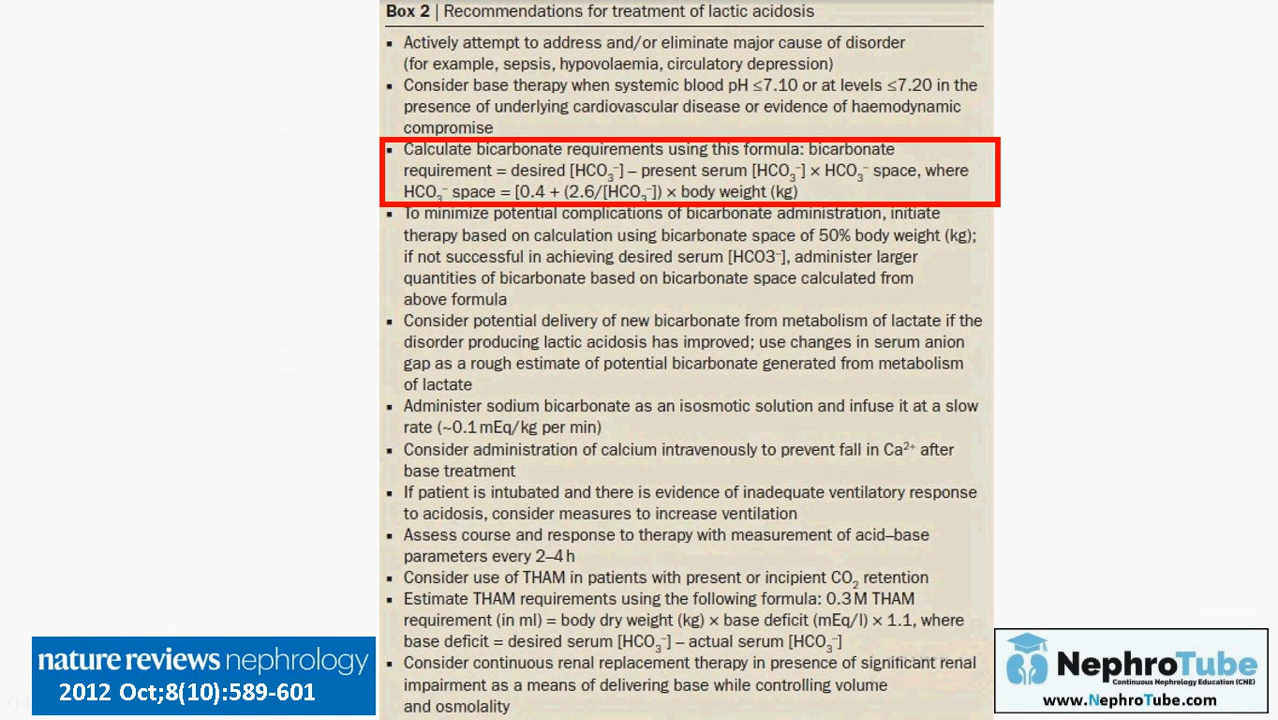 Box 2 | Recommendations for treatment of lactic acidosis
▪ Actively attempt to address and/or eliminate major cause of disorder
(for example, sepsis, hypovolaemia, circulatory depression)
▪ Consider base therapy when systemic blood pH ≤7.10 or at levels ≤7.20 in the
presence of underlying cardiovascular disease or evidence of haemodynamic
compromise
▪ Calculate bicarbonate requirements using this formula: bicarbonate
requirement = desired [HCO₃⁻] – present serum [HCO₃⁻] × HCO₃⁻ space, where
HCO₃⁻ space = [0.4 + (2.6/[HCO₃⁻]) × body weight (kg)
▪ To minimize potential complications of bicarbonate administration, initiate
therapy based on calculation using bicarbonate space of 50% body weight (kg);
if not successful in achieving desired serum [HCO3⁻], administer larger
quantities of bicarbonate based on bicarbonate space calculated from
above formula
▪ Consider potential delivery of new bicarbonate from metabolism of lactate if the
disorder producing lactic acidosis has improved; use changes in serum anion
gap as a rough estimate of potential bicarbonate generated from metabolism
of lactate
▪ Administer sodium bicarbonate as an isosmotic solution and infuse it at a slow
rate (~0.1 mEq/kg per min)
▪ Consider administration of calcium intravenously to prevent fall in Ca²⁺ after
base treatment
▪ If patient is intubated and there is evidence of inadequate ventilatory response
to acidosis, consider measures to increase ventilation
▪ Assess course and response to therapy with measurement of acid–base
parameters every 2–4 h
▪ Consider use of THAM in patients with present or incipient CO₂ retention
▪ Estimate THAM requirements using the following formula: 0.3 M THAM
requirement (in ml) = body dry weight (kg) × base deficit (mEq/l) × 1.1, where
base deficit = desired serum [HCO₃⁻] – actual serum [HCO₃⁻]
▪ Consider continuous renal replacement therapy in presence of significant renal
impairment as a means of delivering base while controlling volume
and osmolality
nature reviews nephrology
2012 Oct;8(10):589-601
NephroTube
Continuous Nephrology Education (CNE)
www.NephroTube.com